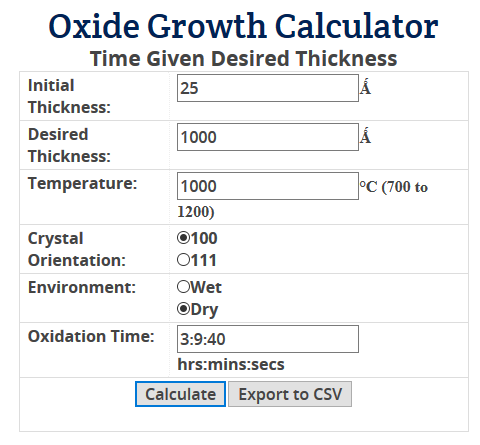 Oxide Growth Calculator
Time Given Desired Thickness
Initial Thickness: 25 Ǻ
Desired Thickness: 1000 Ǻ
Temperature: 1000 °C (700 to 1200)
Crystal Orientation: 100
111
Environment: Wet
Dry
Oxidation Time: 3:9:40
hrs:mins:secs
Calculate Export to CSV